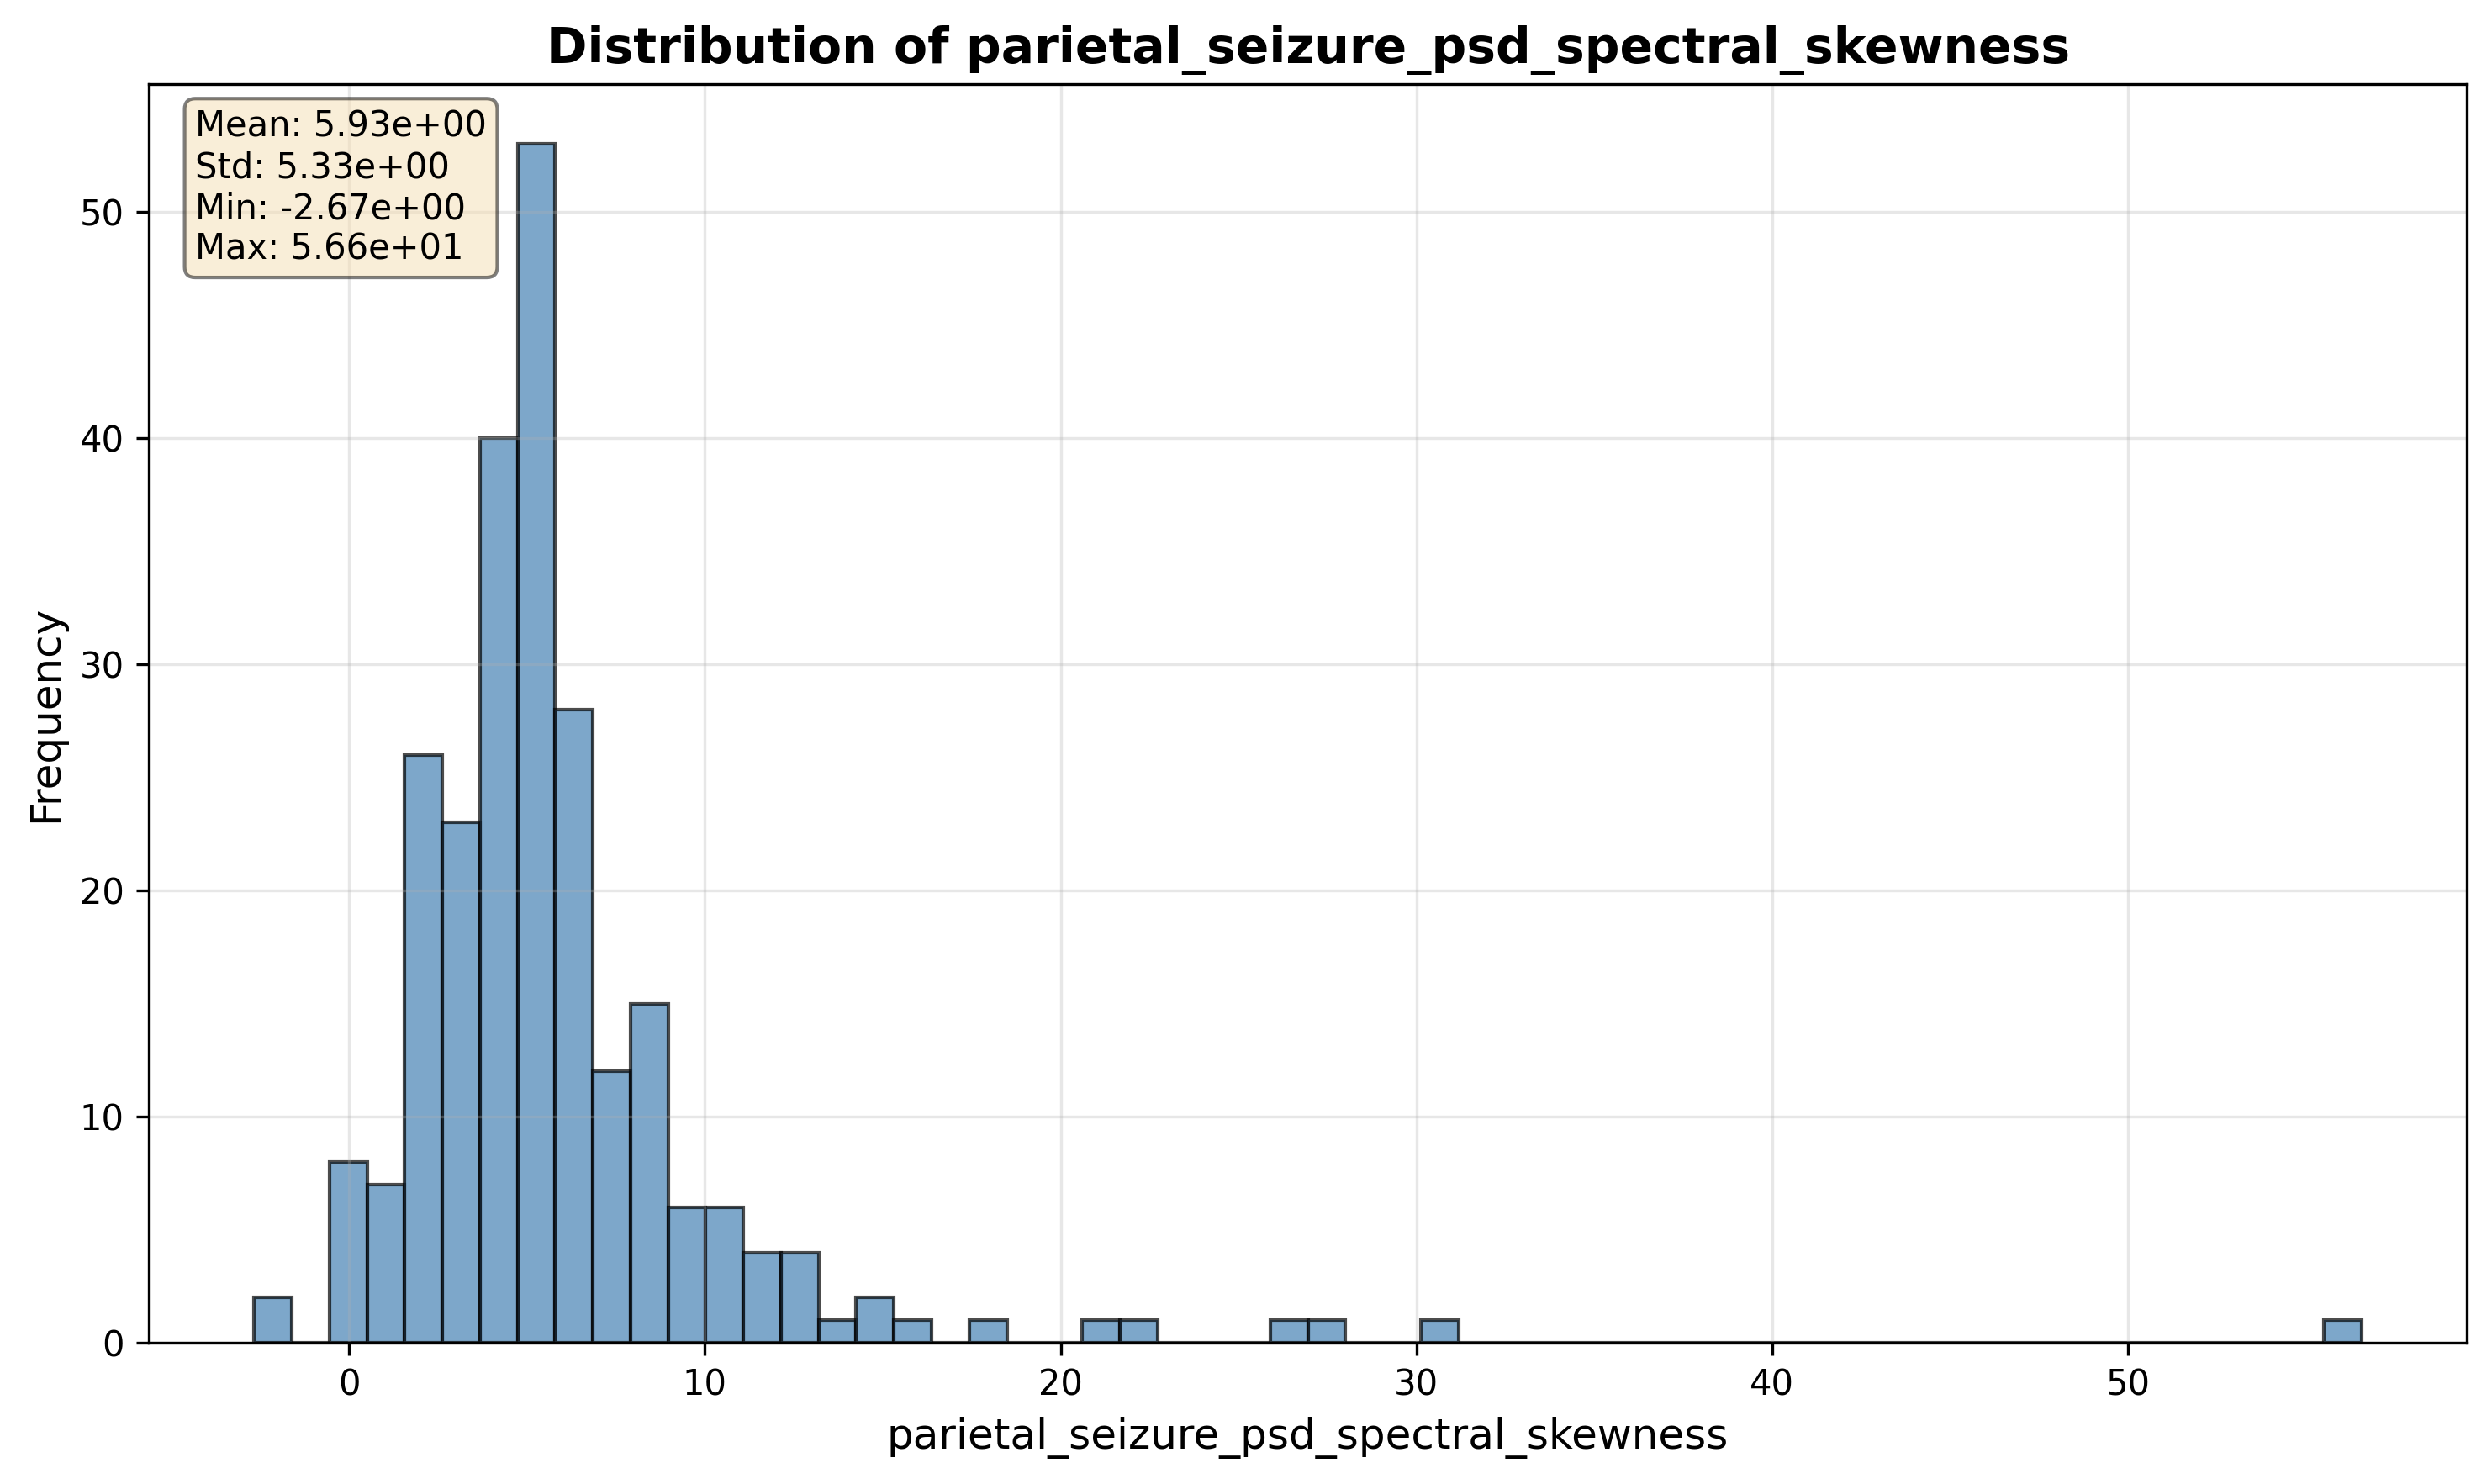 Distribution of parietal_seizure_psd_spectral_skewness
Mean: 5.93e+00
Std: 5.33e+00
Min: -2.67e+00
Max: 5.66e+01
Frequency
50
40
30
20
10
0
0 10 20 30 40 50
parietal_seizure_psd_spectral_skewness